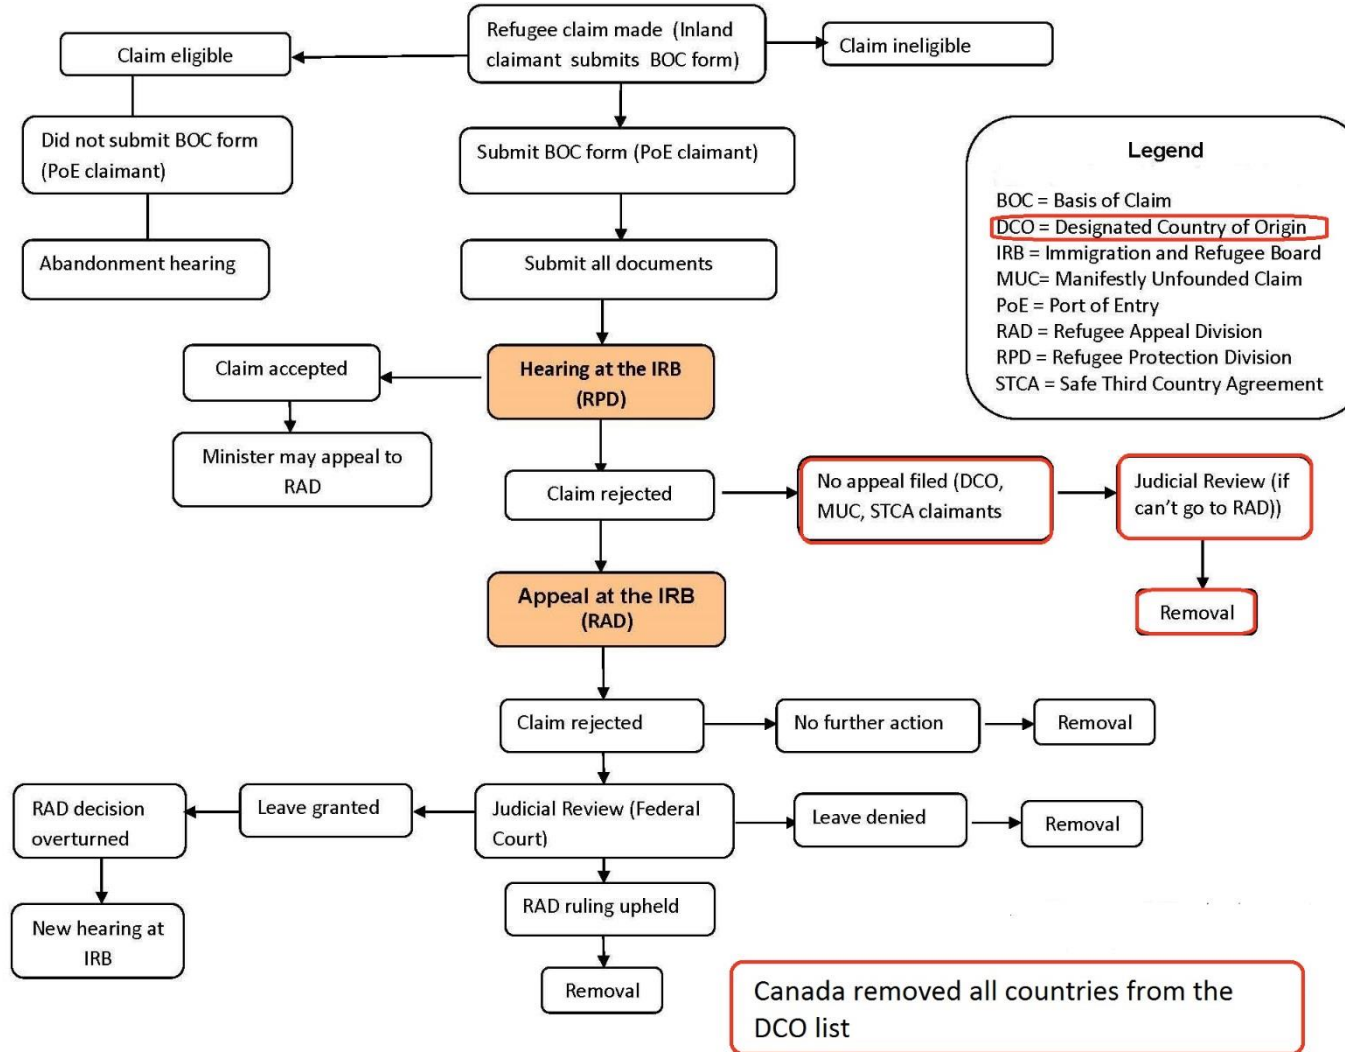 Refugee claim made (Inland
claimant submits BOC form)
Claim eligible
Claim ineligible
Did not submit BOC form
(PoE claimant)
Submit BOC form (PoE claimant)
Abandonment hearing
Submit all documents
Legend
BOC = Basis of Claim
DCO = Designated Country of Origin
IRB = Immigration and Refugee Board
MUC= Manifestly Unfounded Claim
PoE = Port of Entry
RAD = Refugee Appeal Division
RPD = Refugee Protection Division
STCA = Safe Third Country Agreement
Claim accepted
Hearing at the IRB
(RPD)
Minister may appeal to
RAD
Claim rejected
No appeal filed (DCO,
MUC, STCA claimants
Judicial Review (if
can't go to RAD))
Removal
Appeal at the IRB
(RAD)
Claim rejected
No further action
Removal
RAD decision
overturned
Leave granted
Judicial Review (Federal
Court)
Leave denied
Removal
New hearing at
IRB
RAD ruling upheld
Removal
Canada removed all countries from the
DCO list